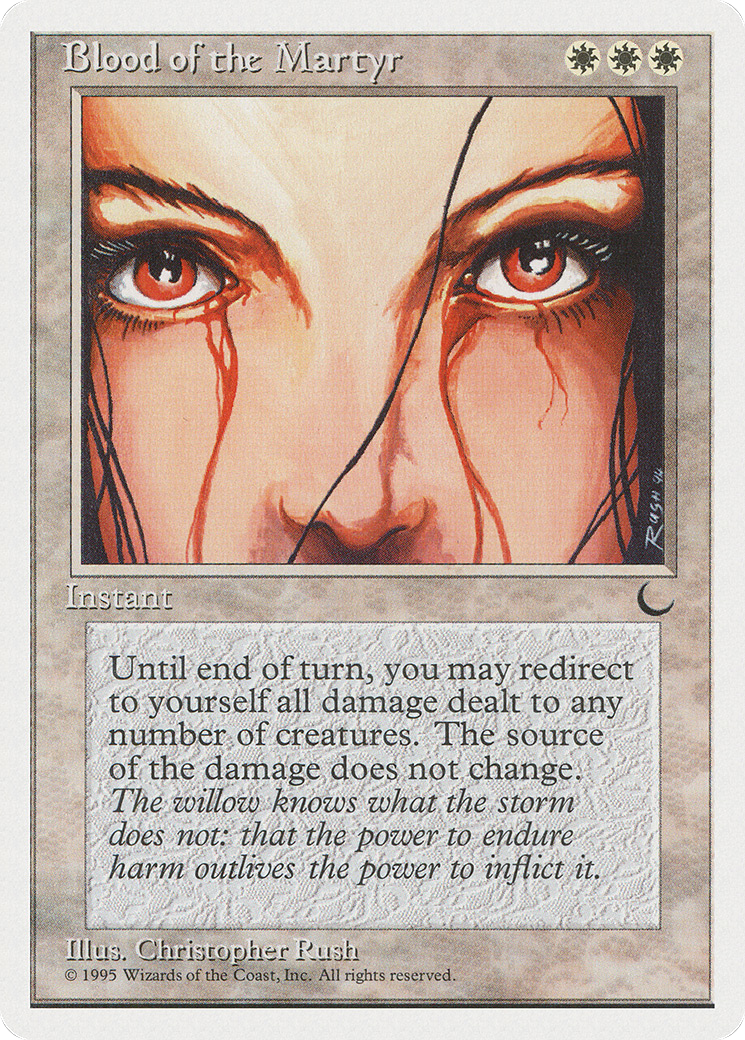 Blood of the Martyr
RUSH 94
Instant
Until end of turn, you may redirect
to yourself all damage dealt to any
number of creatures. The source
of the damage does not change.
The willow knows what the storm
does not: that the power to endure
harm outlives the power to inflict it.
Illus. Christopher Rush
© 1995 Wizards of the Coast, Inc. All rights reserved.